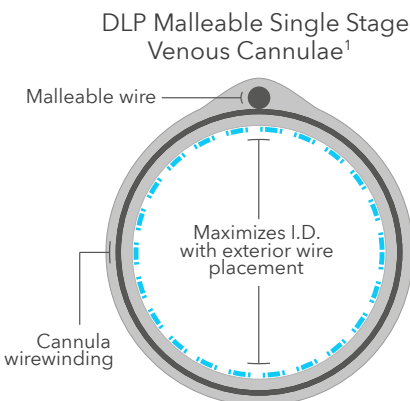 DLP Malleable Single Stage
Venous Cannulae¹
Malleable wire
Maximizes I.D.
with exterior wire
placement
Cannula
wirewinding